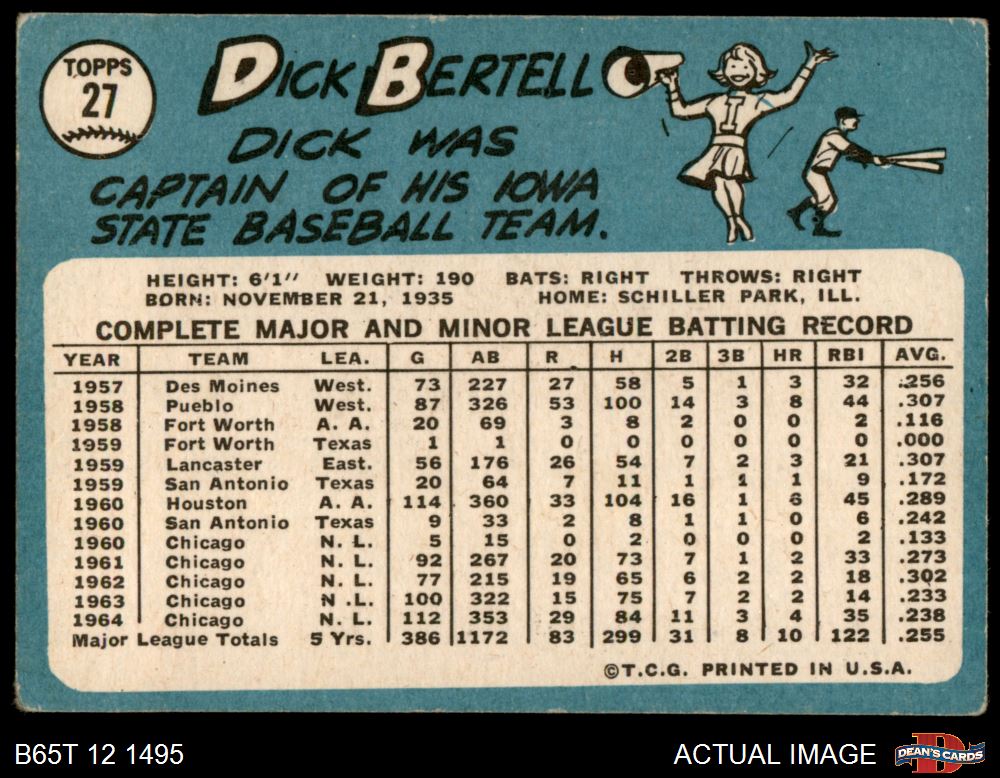 TOPPS
27
DICK BERTELL
DICK WAS
CAPTAIN OF HIS IOWA
STATE BASEBALL TEAM.
I
HEIGHT: 6'1" WEIGHT: 190 BATS: RIGHT THROWS: RIGHT
BORN: NOVEMBER 21, 1935 HOME: SCHILLER PARK, ILL.
COMPLETE MAJOR AND MINOR LEAGUE BATTING RECORD
YEAR TEAM LEA. G AB R H 2B 3B HR RBI AVG.
1957 Des Moines West. 73 227 27 58 5 1 3 32 .256
1958 Pueblo West. 87 326 53 100 14 3 8 44 .307
1958 Fort Worth A. A. 20 69 3 8 2 0 0 2 .116
1959 Fort Worth Texas 1 1 0 0 0 0 0 0 .000
1959 Lancaster East. 56 176 26 54 7 2 3 21 .307
1959 San Antonio Texas 20 64 7 11 1 1 1 9 .172
1960 Houston A. A. 114 360 33 104 16 1 6 45 .289
1960 San Antonio Texas 9 33 2 8 1 1 0 6 .242
1960 Chicago N. L. 5 15 0 2 0 0 0 2 .133
1961 Chicago N. L. 92 267 20 73 7 1 2 33 .273
1962 Chicago N. L. 77 215 19 65 6 2 2 18 .302
1963 Chicago N .L. 100 322 15 75 7 2 2 14 .233
1964 Chicago N. L. 112 353 29 84 11 3 4 35 .238
Major League Totals 5 Yrs. 386 1172 83 299 31 8 10 122 .255
©T.C.G. PRINTED IN U.S.A.
B65T 12 1495 ACTUAL IMAGE
D
DEAN'S CARDS